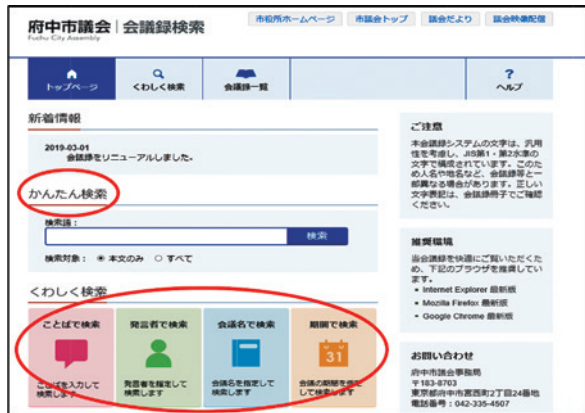 府中市議会 会議録検索
Fuchu City Assembly
市役所ホームページ 市議会トップ 議会だより 議会映像配信
トップページ くわしく検索 会議録一覧 ? ヘルプ
新着情報
2019-03-01
会議録をリニューアルしました。
かんたん検索
検索語：
検索
検索対象： 本文のみ すべて
くわしく検索
ことばで検索
ことばを入力して
検索します
発言者で検索
発言者を指定して
検索します
会議名で検索
会議名を指定して
検索します
期間で検索
31
会議の期間を指定
して検索します
ご注意
本会議録システムの文字は、汎用
性を考慮し、JIS第1・第2水準の
文字で構成されています。このた
め人名や地名など、会議録等と一
部異なる場合があります。正しい
文字表記は、会議録冊子でご確認
ください。
推奨環境
当会議録を快適にご覧いただくた
め、下記のブラウザを推奨してい
ます。
• Internet Explorer 最新版
• Mozilla Firefox 最新版
• Google Chrome 最新版
お問い合わせ
府中市議会事務局
〒183-8703
東京都府中市宮西町2丁目24番地
電話番号：042-335-4507